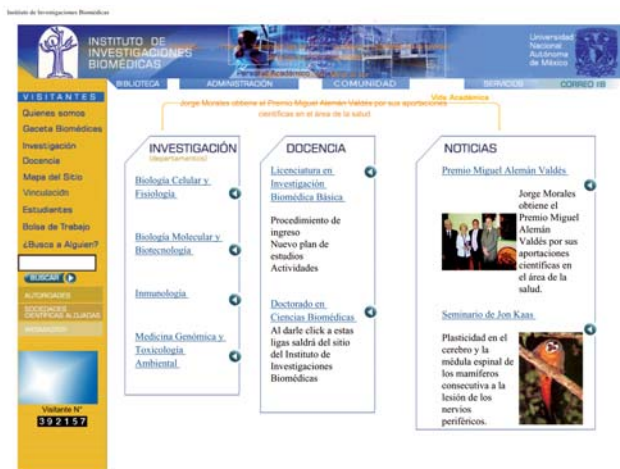 Instituto de Investigaciones Biomédicas
INSTITUTO DE
INVESTIGACIONES
BIOMÉDICAS
Universidad
Nacional
Autónoma
de México
Personal Académico
BIBLIOTECA
ADMINISTRACIÓN
COMUNIDAD
SERVICIOS
CORREO IIB
Vida Académica
Jorge Morales obtiene el Premio Miguel Alemán Valdés por sus aportaciones
científicas en el área de la salud
VISITANTES
Quienes somos
Gaceta Biomédicas
Investigación
Docencia
Mapa del Sitio
Vinculación
Estudiantes
Bolsa de Trabajo
¿Busca a Alguien?
BUSCAR
AUTORIDADES
SOCIEDADES
CIENTÍFICAS ALOJADAS
Visitante N°
392157
INVESTIGACIÓN
(departamentos)
Biología Celular y
Fisiología
Biología Molecular y
Biotecnología
Inmunología
Medicina Genómica y
Toxicología
Ambiental
DOCENCIA
Licenciatura en
Investigación
Biomédica Básica
Procedimiento de
ingreso
Nuevo plan de
estudios
Actividades
Doctorado en
Ciencias Biomédicas
Al darle click a estas
ligas saldrá del sitio
del Instituto de
Investigaciones
Biomédicas
NOTICIAS
Premio Miguel Alemán Valdés
Jorge Morales
obtiene el
Premio Miguel
Alemán
Valdés por sus
aportaciones
científicas en
el área de la
salud.
Seminario de Jon Kaas
Plasticidad en el
cerebro y la
médula espinal de
los mamíferos
consecutiva a la
lesión de los
nervios
periféricos.